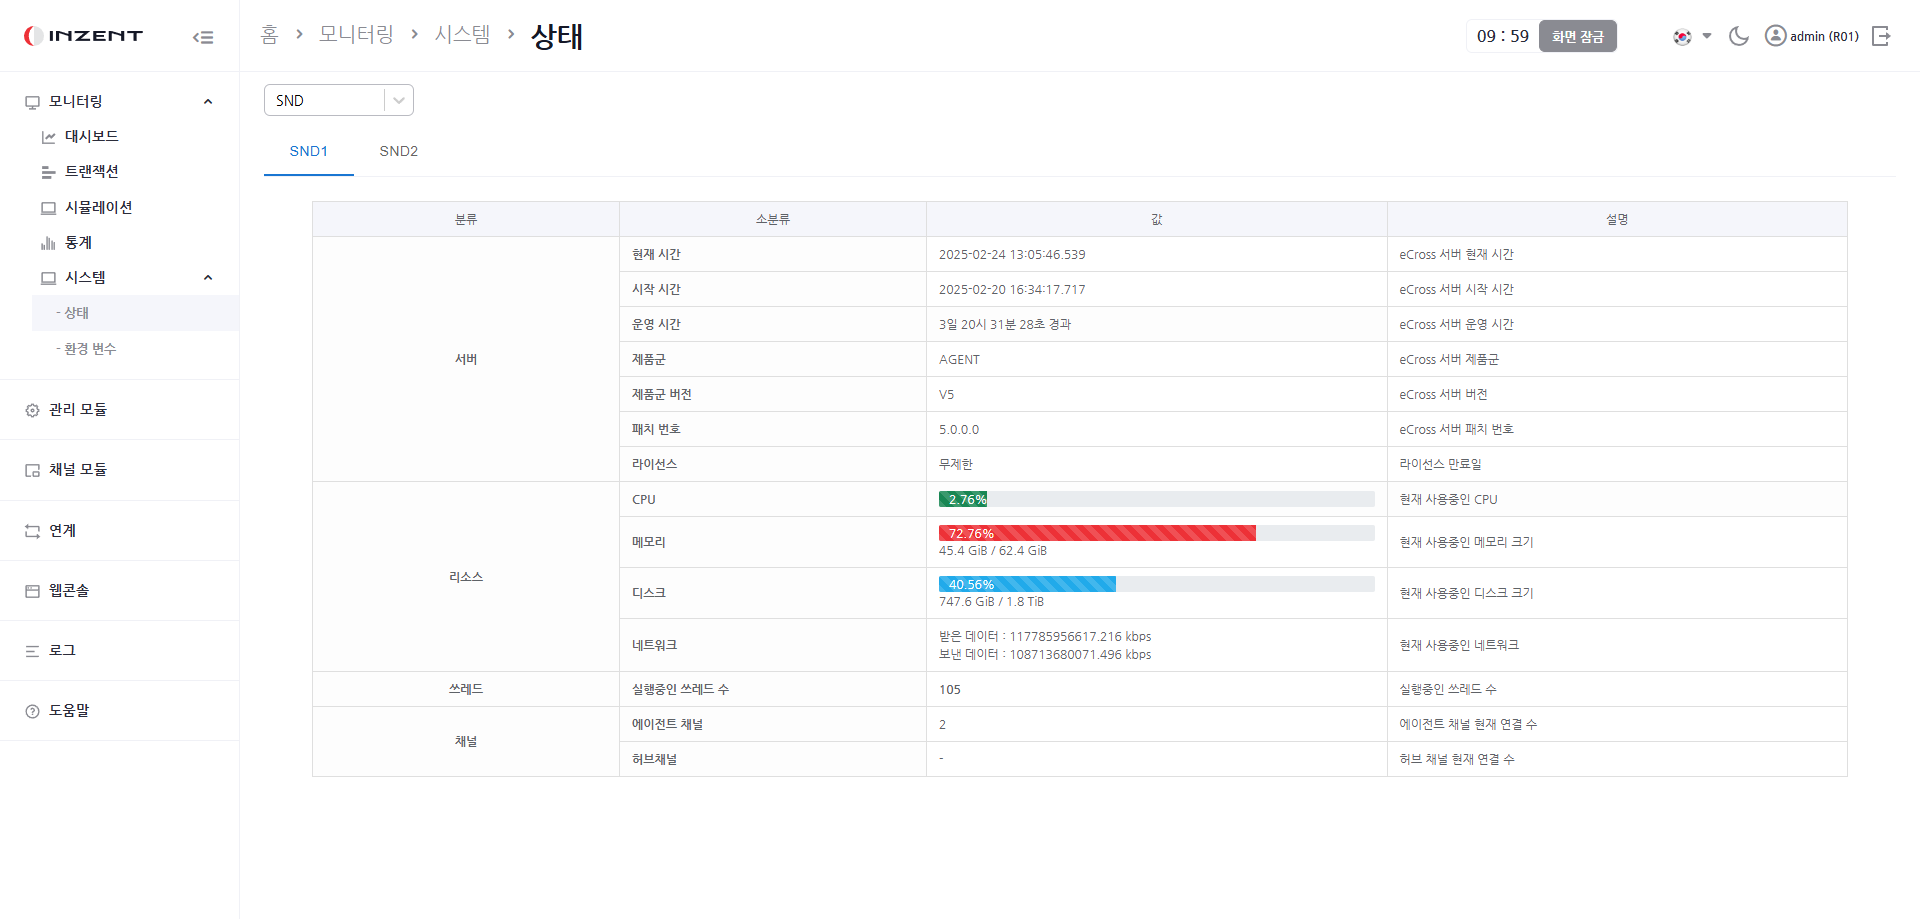 INZENT
홈 > 모니터링 > 시스템 > 상태
09 : 59
화면 잠금
admin (R01)
모니터링
대시보드
트랜잭션
시뮬레이션
통계
시스템
- 상태
- 환경 변수
관리 모듈
채널 모듈
연계
웹콘솔
로그
도움말
SND
SND1 SND2
분류 소분류 값 설명
서버
현재 시간 2025-02-24 13:05:46.539 eCross 서버 현재 시간
시작 시간 2025-02-20 16:34:17.717 eCross 서버 시작 시간
운영 시간 3일 20시 31분 28초 경과 eCross 서버 운영 시간
제품군 AGENT eCross 서버 제품군
제품군 버전 V5 eCross 서버 버전
패치 번호 5.0.0.0 eCross 서버 패치 번호
라이선스 무제한 라이선스 만료일
리소스
CPU 2.76% 현재 사용중인 CPU
메모리 72.76% 현재 사용중인 메모리 크기
45.4 GiB / 62.4 GiB
디스크 40.56% 현재 사용중인 디스크 크기
747.6 GiB / 1.8 TiB
네트워크 받은 데이터 : 117785956617.216 kbps 현재 사용중인 네트워크
보낸 데이터 : 108713680071.496 kbps
쓰레드 실행중인 쓰레드 수 105 실행중인 쓰레드 수
채널
에이전트 채널 2 에이전트 채널 현재 연결 수
허브채널 - 허브 채널 현재 연결 수